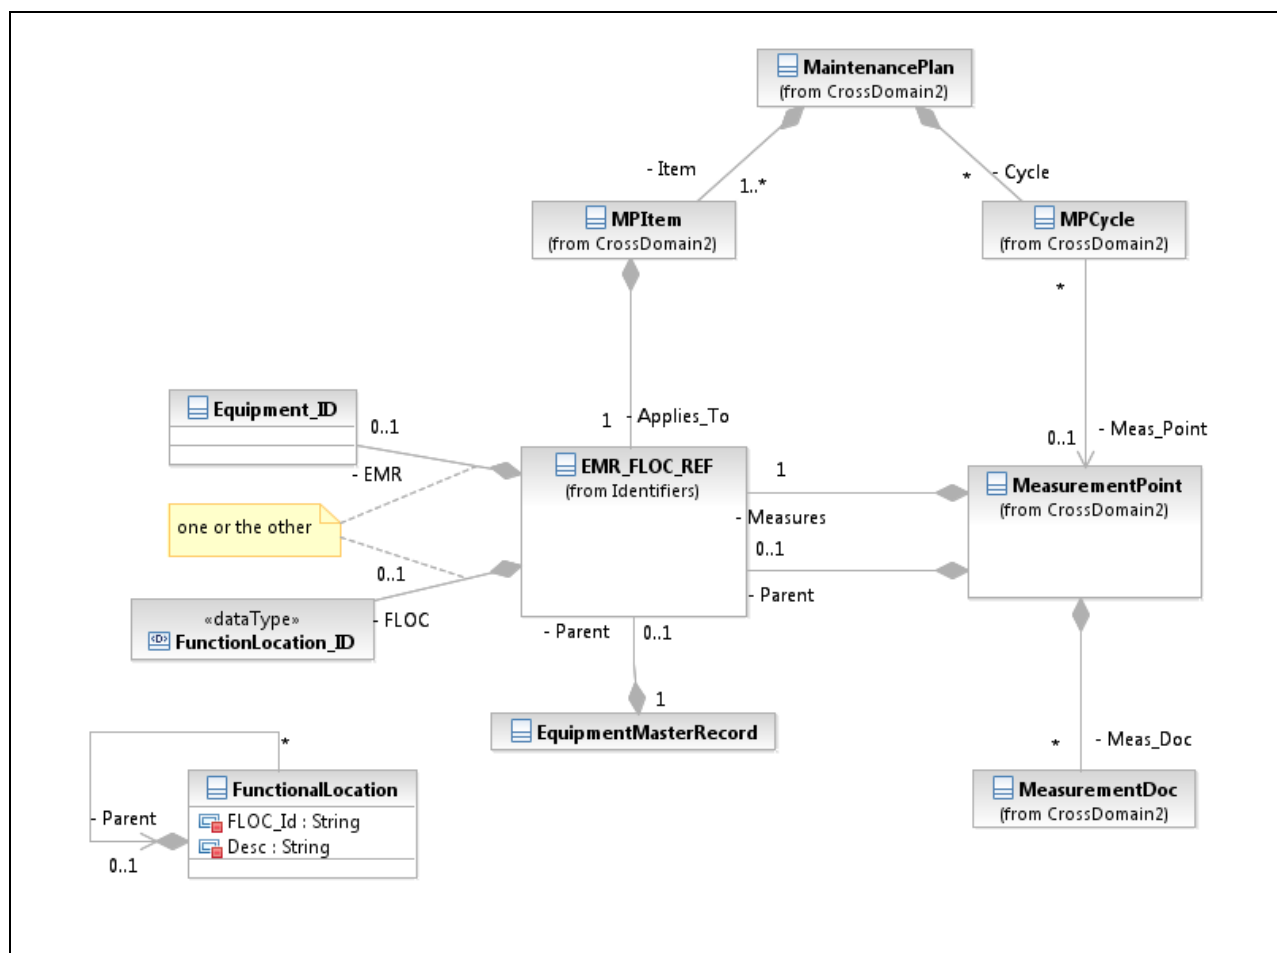 MaintenancePlan
(from CrossDomain2)
- Item
1..*
* - Cycle
MPItem
(from CrossDomain2)
MPCycle
(from CrossDomain2)
*
Equipment_ID
0..1
- EMR
1 - Applies_To
0..1
- Meas_Point
EMR_FLOC_REF
(from Identifiers)
1
- Measures
0..1
- Parent
MeasurementPoint
(from CrossDomain2)
one or the other
0..1
- FLOC
«dataType»
<D> FunctionLocation_ID
- Parent 0..1
1
EquipmentMasterRecord
* - Meas_Doc
MeasurementDoc
(from CrossDomain2)
*
FunctionalLocation
FLOC_Id : String
Desc : String
- Parent
0..1